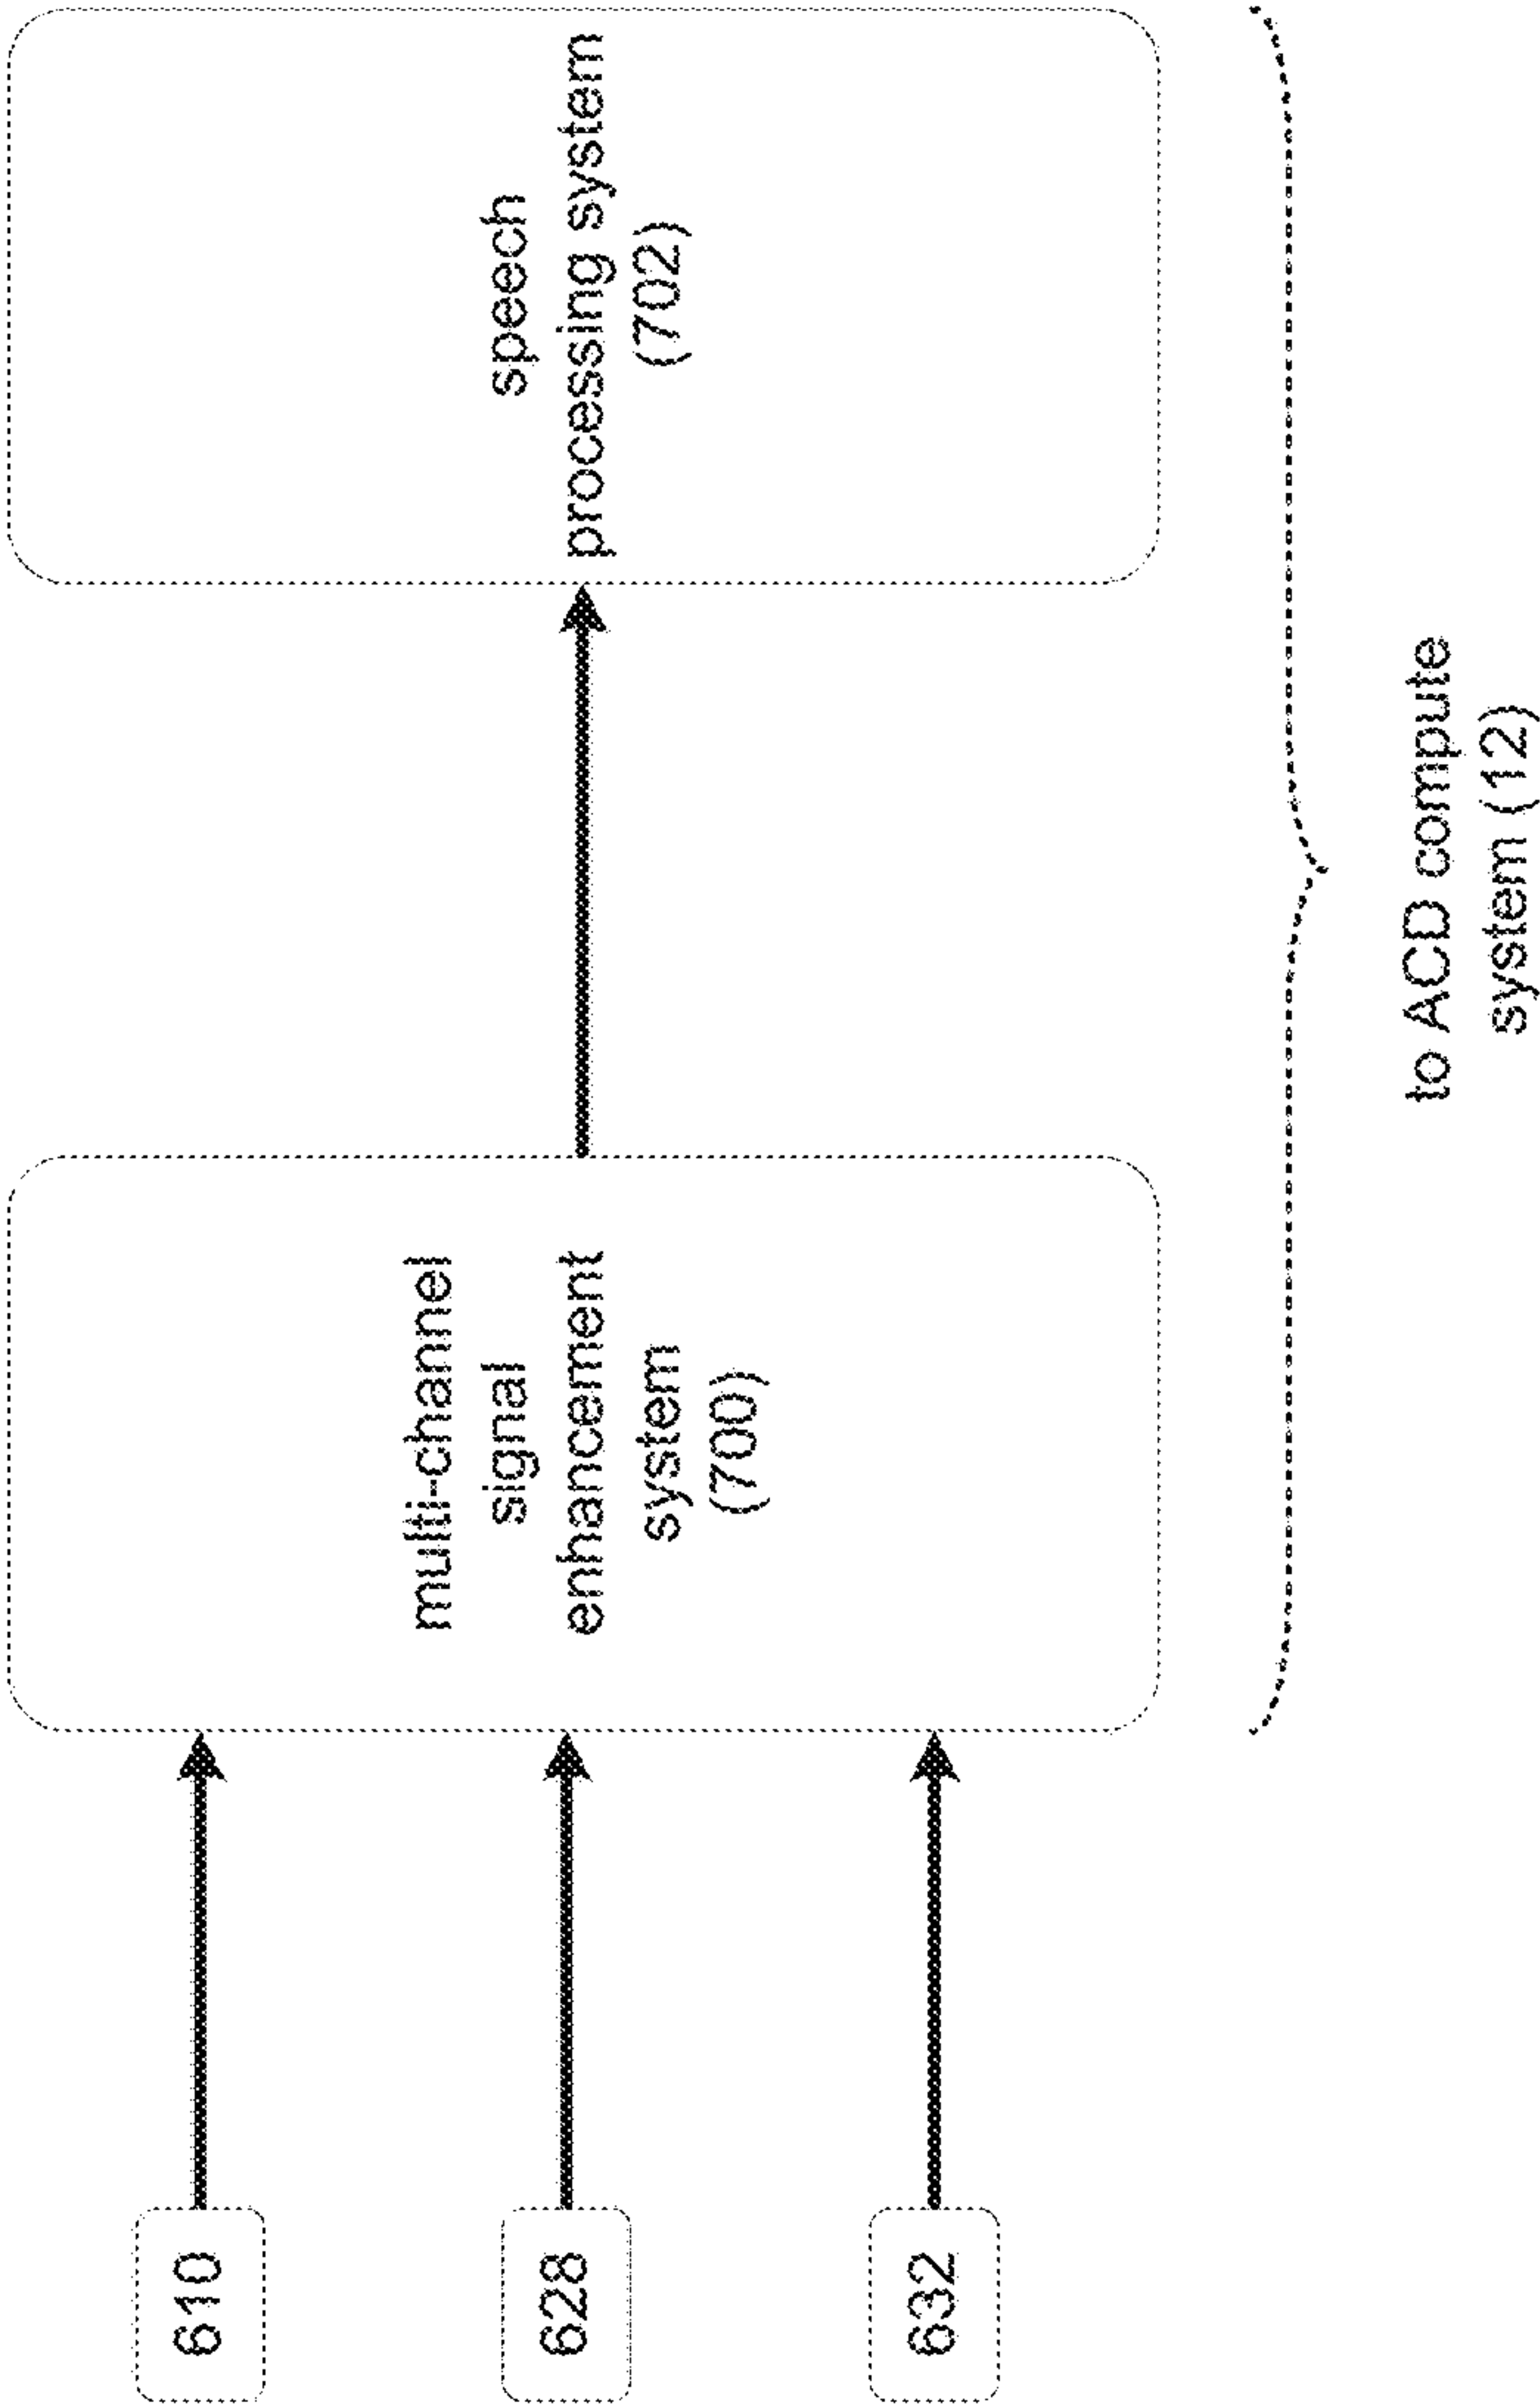 610
628
632
multi-channel
signal
enhancement
system
(700)
speech
processing system
(702)
to ACD compute
system (12)